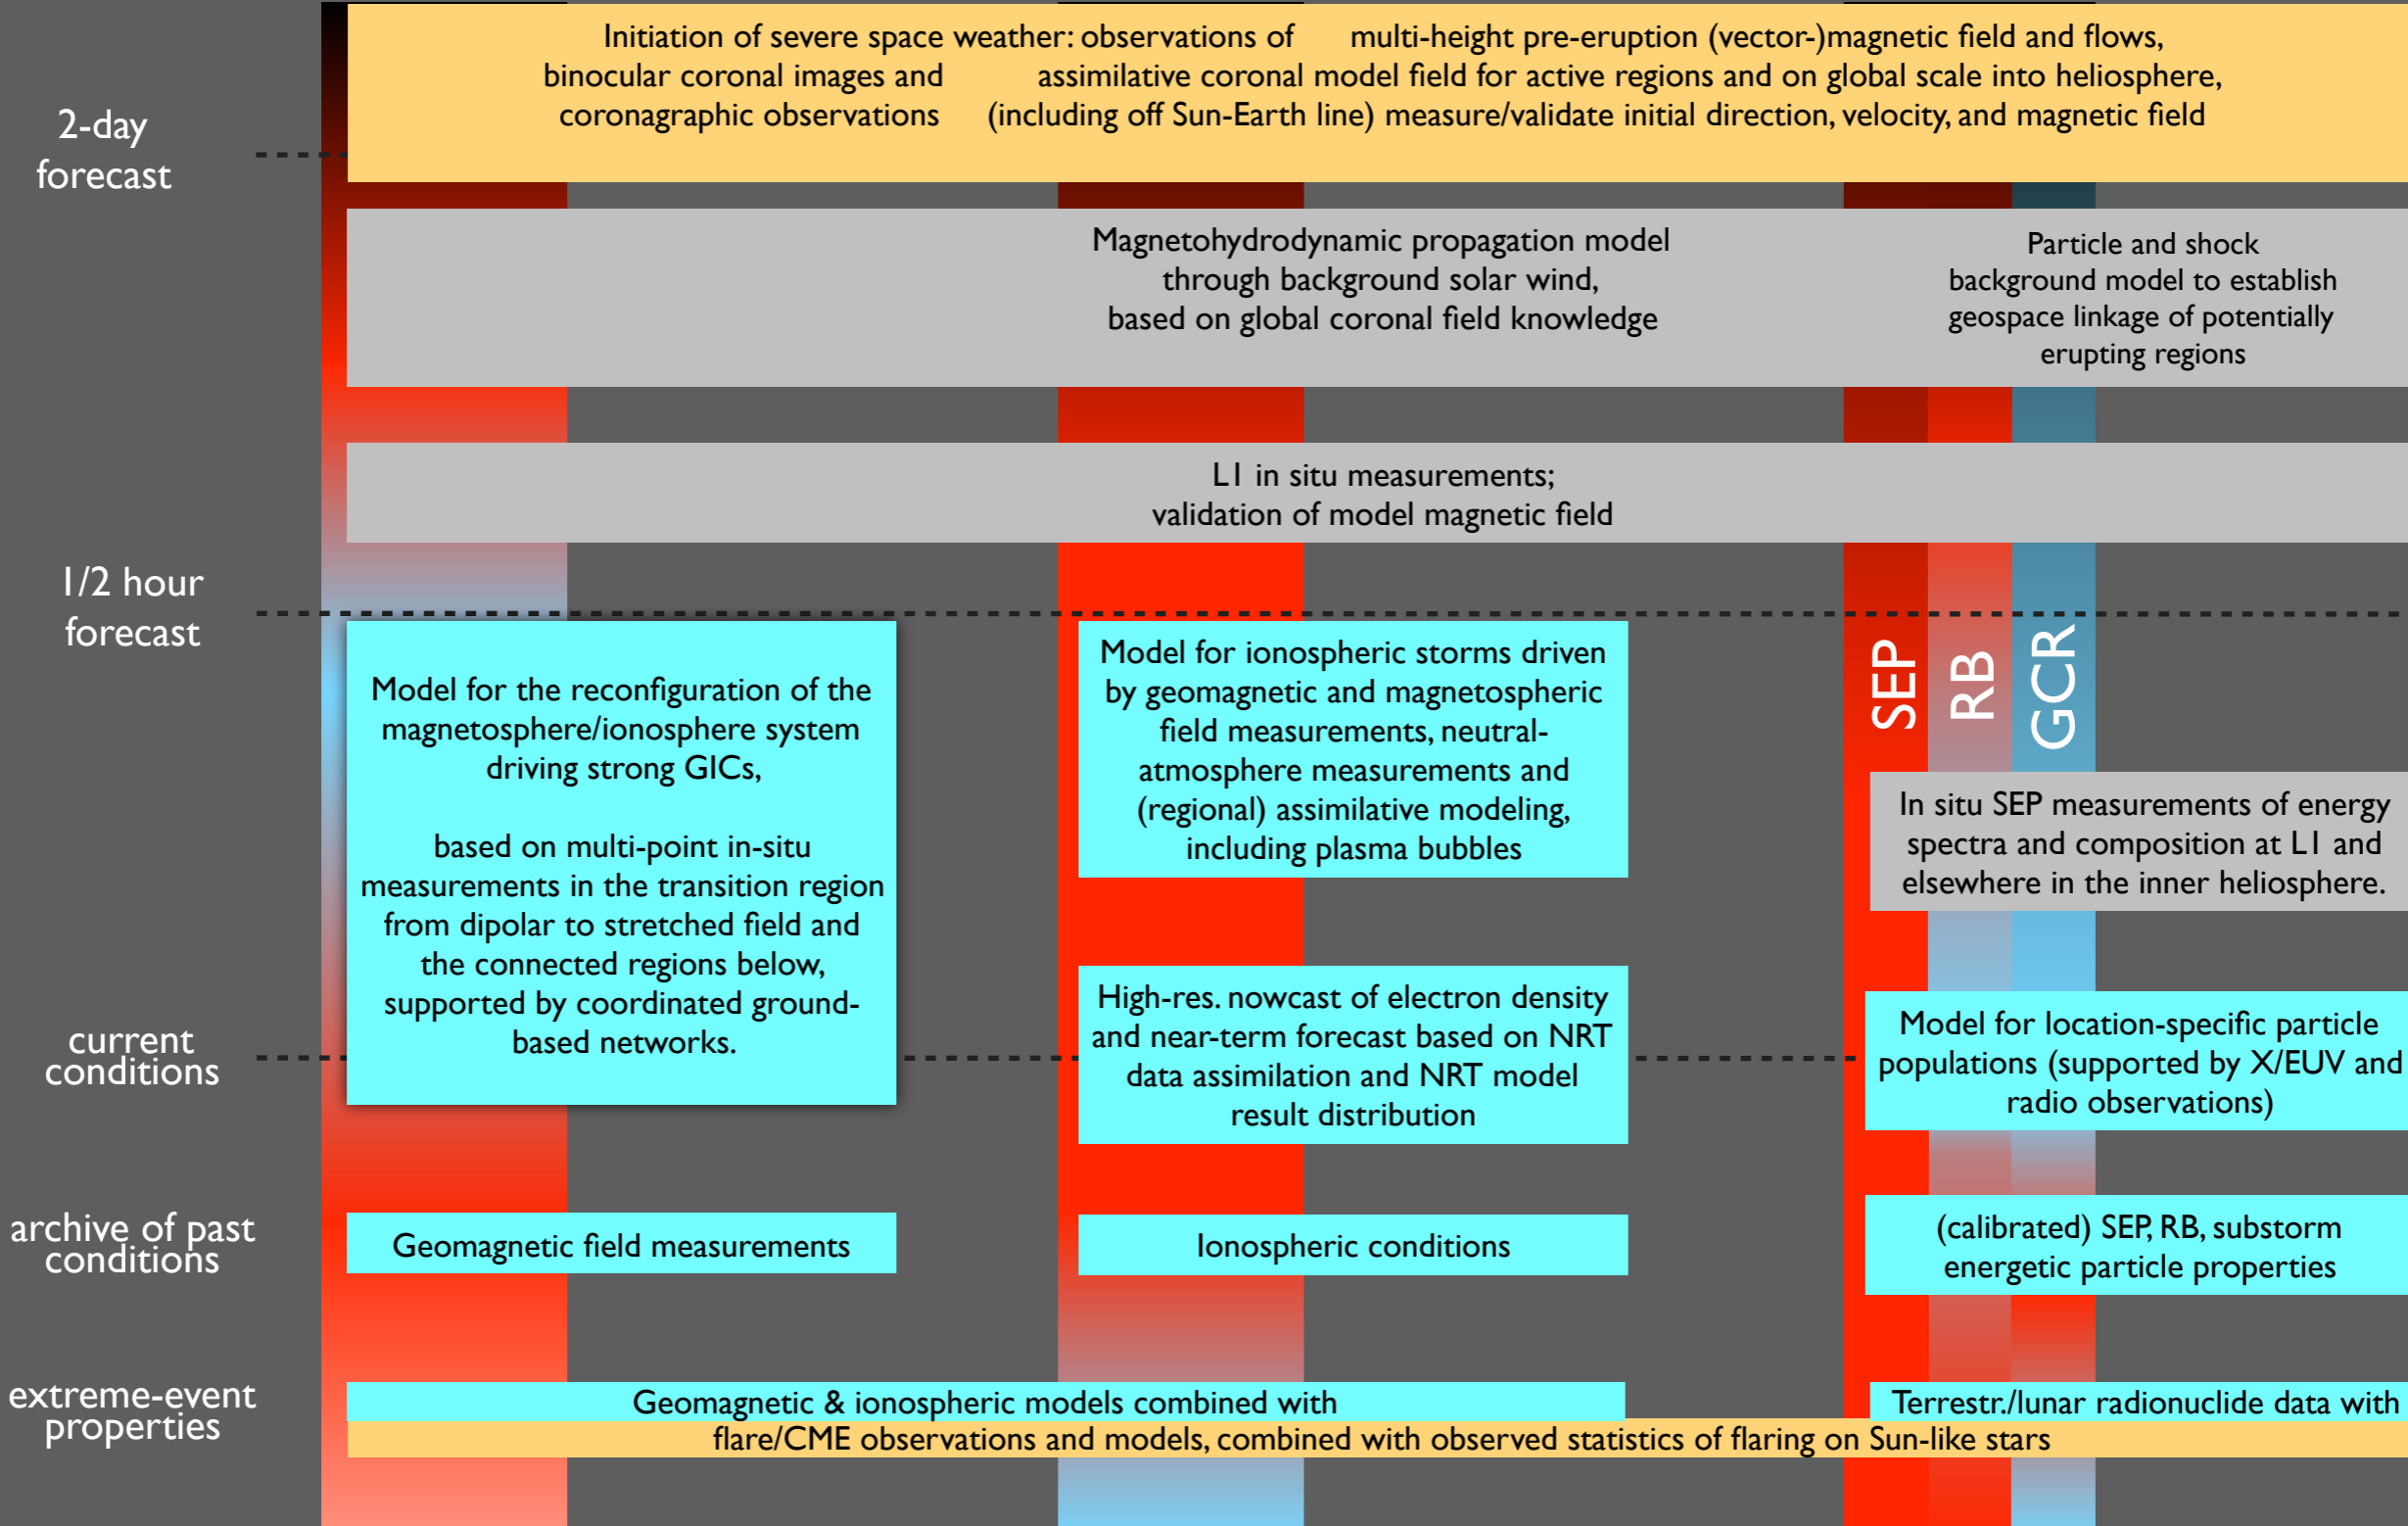 Initiation of severe space weather: observations of multi-height pre-eruption (vector-)magnetic field and flows,
binocular coronal images and assimilative coronal model field for active regions and on global scale into heliosphere,
coronagraphic observations (including off Sun-Earth line) measure/validate initial direction, velocity, and magnetic field
2-day
forecast
Magnetohydrodynamic propagation model
through background solar wind,
based on global coronal field knowledge
Particle and shock
background model to establish
geospace linkage of potentially
erupting regions
L1 in situ measurements;
validation of model magnetic field
1/2 hour
forecast
Model for the reconfiguration of the
magnetosphere/ionosphere system
driving strong GICs,
based on multi-point in-situ
measurements in the transition region
from dipolar to stretched field and
the connected regions below,
supported by coordinated ground-
based networks.
Model for ionospheric storms driven
by geomagnetic and magnetospheric
field measurements, neutral-
atmosphere measurements and
(regional) assimilative modeling,
including plasma bubbles
SEP
RB
GCR
In situ SEP measurements of energy
spectra and composition at L1 and
elsewhere in the inner heliosphere.
current
conditions
High-res. nowcast of electron density
and near-term forecast based on NRT
data assimilation and NRT model
result distribution
Model for location-specific particle
populations (supported by X/EUV and
radio observations)
archive of past
conditions
Geomagnetic field measurements
Ionospheric conditions
(calibrated) SEP, RB, substorm
energetic particle properties
extreme-event
properties
Geomagnetic & ionospheric models combined with
Terrestr./lunar radionuclide data with
flare/CME observations and models, combined with observed statistics of flaring on Sun-like stars